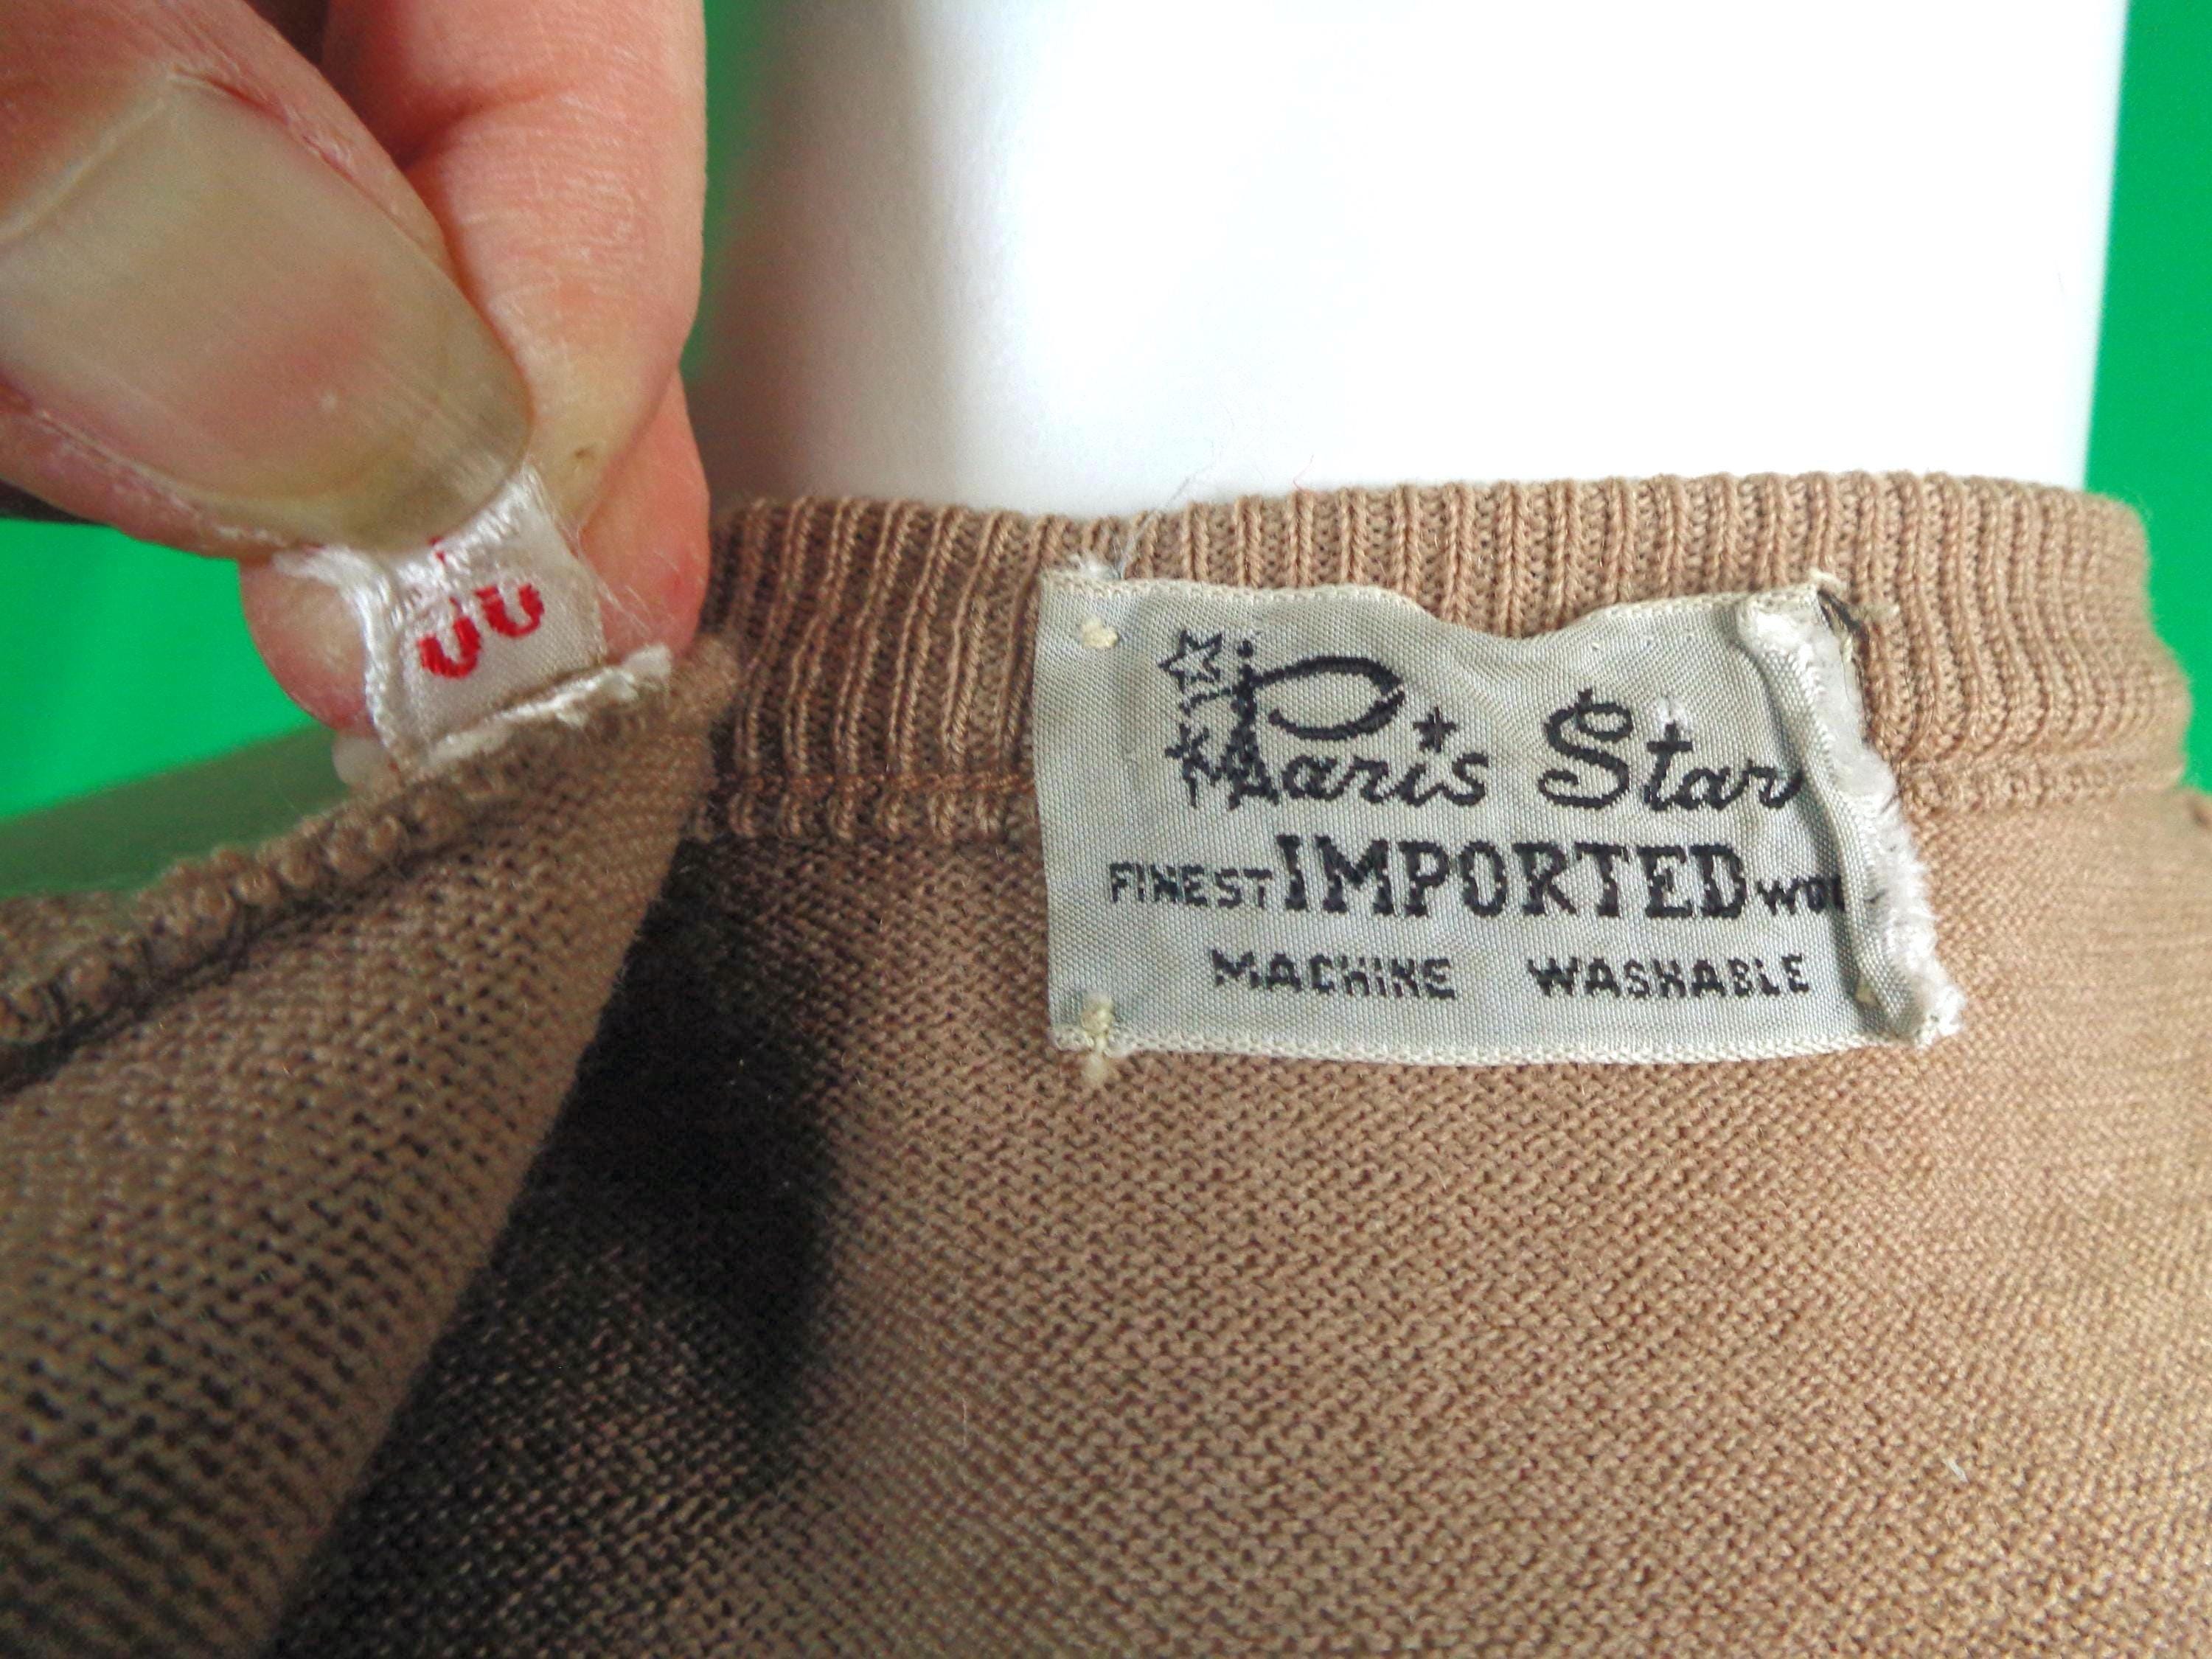 Paris Star
FINEST IMPORTED
MACHINE WASHABLE